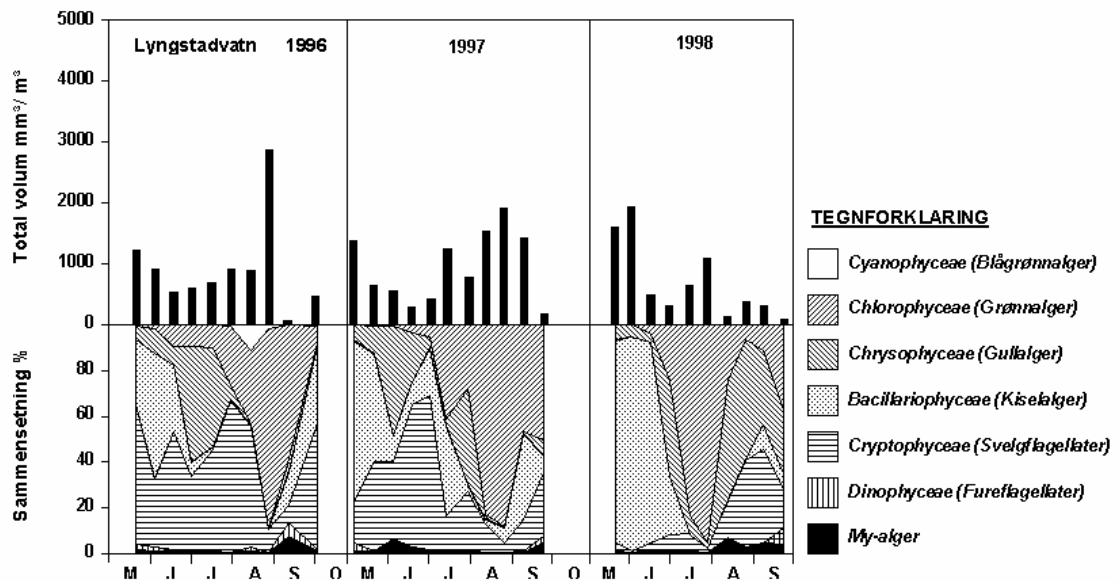 Total volum mm³/ m³
5000
4000
3000
2000
1000
0
Lyngstadvatn 1996
1997
1998
Sammensetning %
80
60
40
20
0
M J J A S O
M J J A S O
M J J A S
TEGNFORKLARING
Cyanophyceae (Blågrønnalger)
Chlorophyceae (Grønnalger)
Chrysophyceae (Gullalger)
Bacillariophyceae (Kiselalger)
Cryptophyceae (Svelgflagellater)
Dinophyceae (Fureflagellater)
My-alger